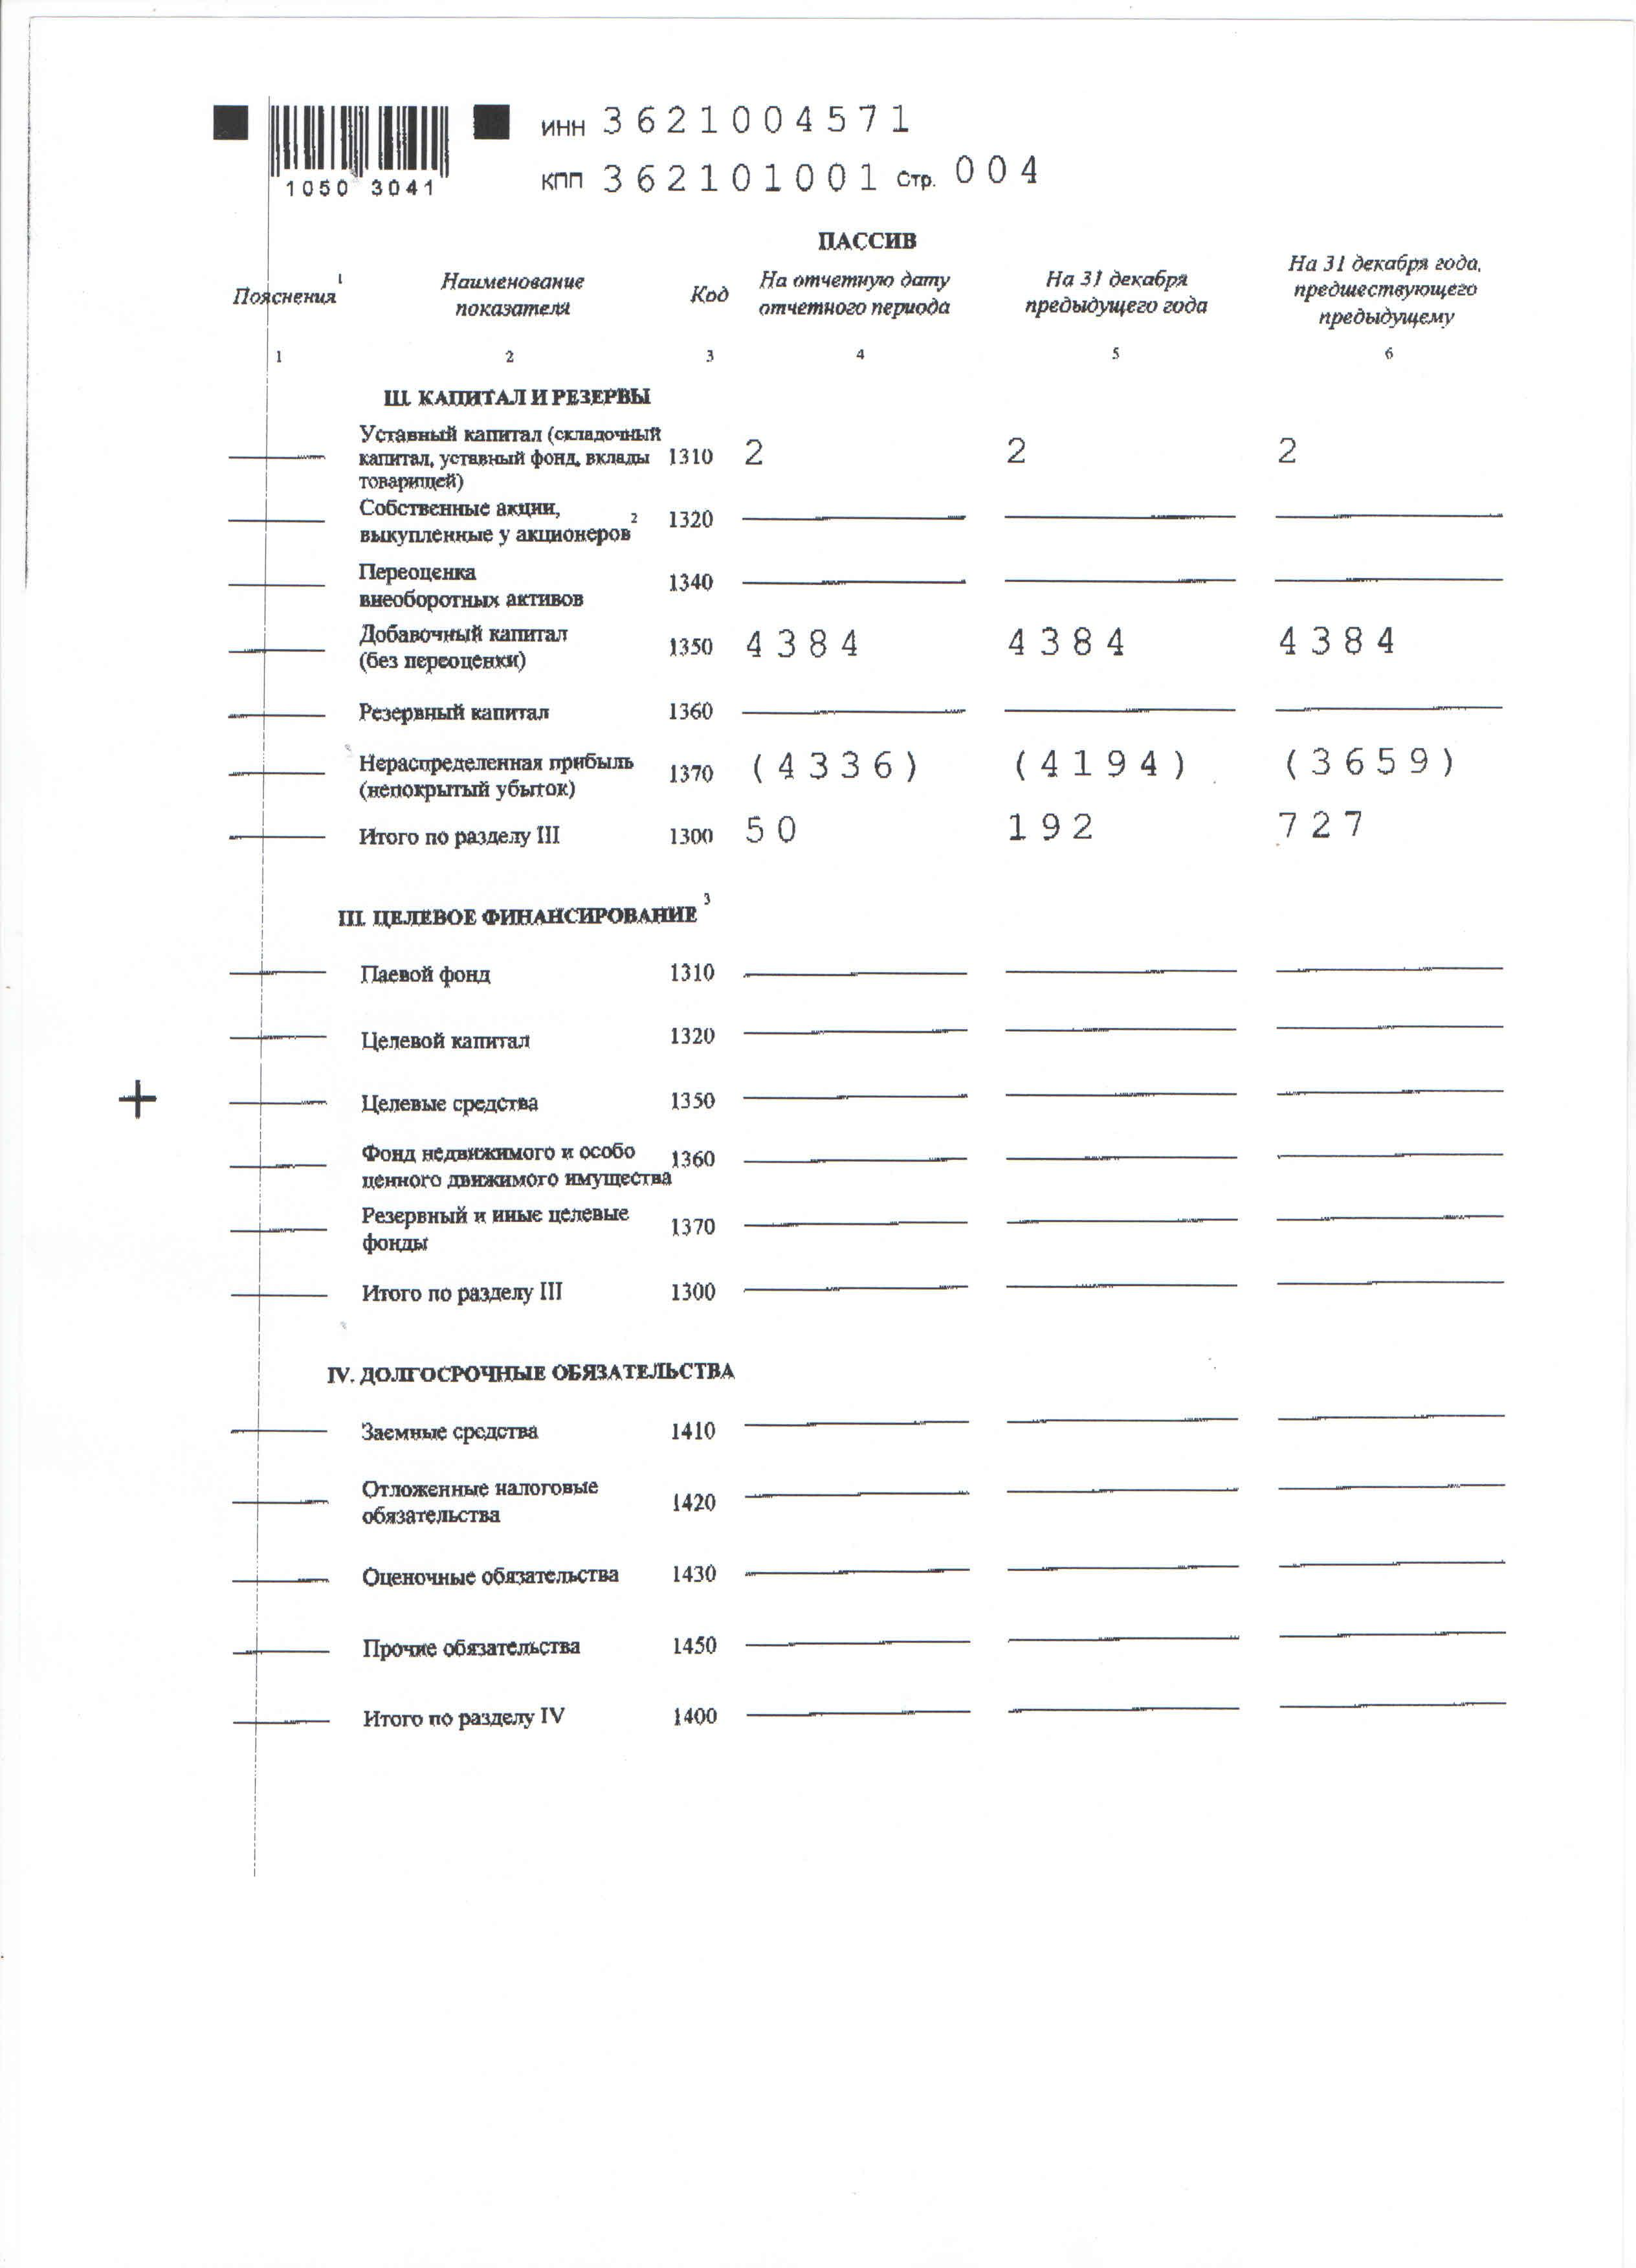 ИНН 3621004571
1050 3041
КПП 362101001 Стр. 004
ПАССИВ
Пояснения 1 Наименование показателя Код На отчетную дату отчетного периода На 31 декабря предыдущего года На 31 декабря года, предшествующего предыдущему
1 2 3 4 5 6
III. КАПИТАЛ И РЕЗЕРВЫ
Уставный капитал (складочный
капитал, уставный фонд, вклады 1310 2 2 2
товарищей)
Собственные акции,
выкупленные у акционеров 2 1320
Переоценка
внеоборотных активов 1340
Добавочный капитал
(без переоценки) 1350 4384 4384 4384
Резервный капитал 1360
Нераспределенная прибыль
(непокрытый убыток) 1370 (4336) (4194) (3659)
Итого по разделу III 1300 50 192 727
III. ЦЕЛЕВОЕ ФИНАНСИРОВАНИЕ 3
Паевой фонд 1310
Целевой капитал 1320
Целевые средства 1350
Фонд недвижимого и особо
ценного движимого имущества 1360
Резервный и иные целевые
фонды 1370
Итого по разделу III 1300
IV. ДОЛГОСРОЧНЫЕ ОБЯЗАТЕЛЬСТВА
Заемные средства 1410
Отложенные налоговые
обязательства 1420
Оценочные обязательства 1430
Прочие обязательства 1450
Итого по разделу IV 1400